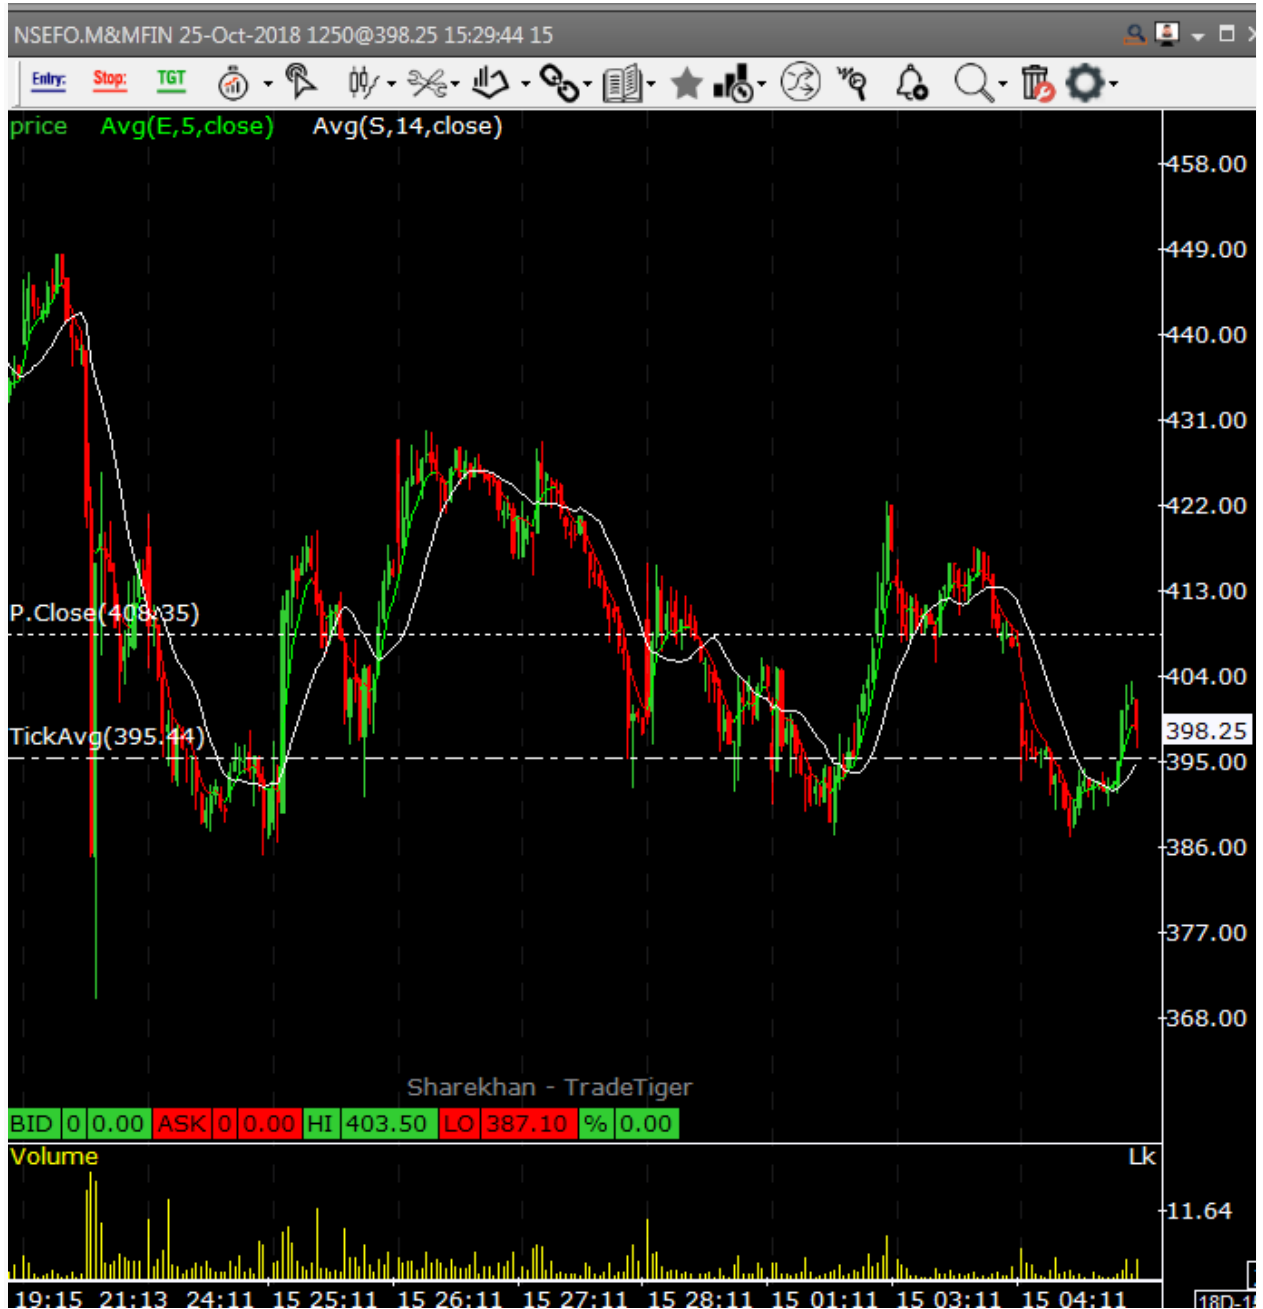 NSEFO.M&MFIN 25-Oct-2018 1250@398.25 15:29:44 15
Entry: Stop: TGT
price Avg(E,5,close) Avg(S,14,close)
458.00
449.00
440.00
431.00
422.00
413.00
P.Close(408.35)
404.00
TickAvg(395.44)
398.25
395.00
386.00
377.00
368.00
Sharekhan - TradeTiger
BID 0 0.00 ASK 0 0.00 HI 403.50 LO 387.10 % 0.00
Volume Lk
11.64
19:15 21:13 24:11 15 25:11 15 26:11 15 27:11 15 28:11 15 01:11 15 03:11 15 04:11